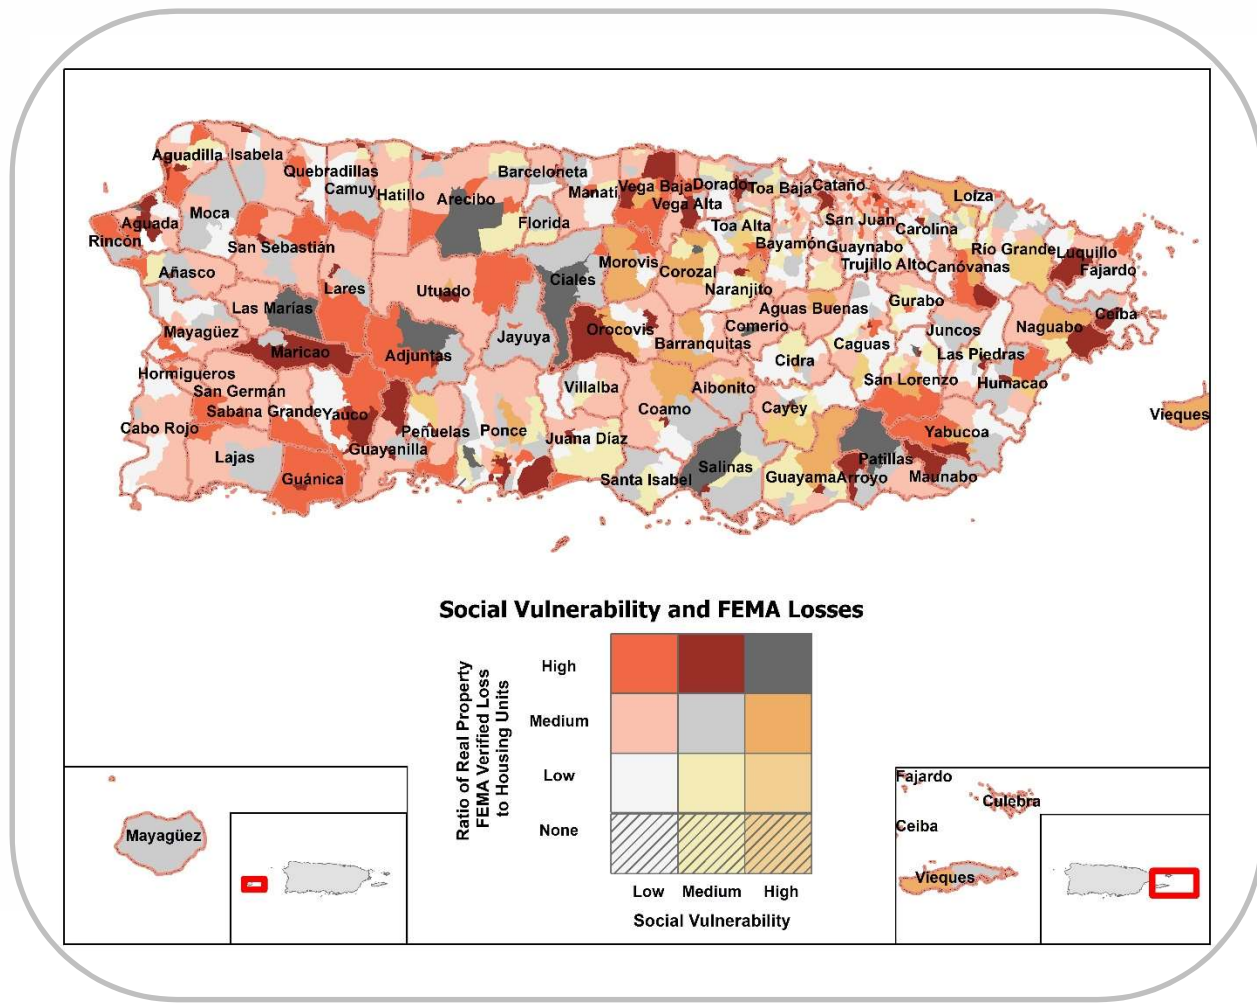 Aguadilla
Isabela
Quebradillas
Camuy
Hatillo
Arecibo
Barceloneta
Manatí
Vega Baja
Dorado
Toa Baja
Cataño
Loíza
Moca
Florida
Vega Alta
Toa Alta
San Juan
Carolina
Aguada
Rincón
San Sebastián
Bayamón
Guaynabo
Río Grande
Luquillo
Añasco
Utuado
Ciales
Morovis
Corozal
Naranjito
Trujillo Alto
Canóvanas
Fajardo
Las Marías
Lares
Aguas Buenas
Gurabo
Ceiba
Mayagüez
Jayuya
Orocovis
Barranquitas
Comerío
Caguas
Juncos
Naguabo
Maricao
Adjuntas
Cidra
Las Piedras
Hormigueros
San Germán
Villalba
Aibonito
San Lorenzo
Humacao
Sabana Grande
Yauco
Coamo
Cayey
Vieques
Cabo Rojo
Peñuelas
Ponce
Juana Díaz
Yabucoa
Lajas
Guayanilla
Salinas
Patillas
Guánica
Santa Isabel
Guayama
Arroyo
Maunabo
Social Vulnerability and FEMA Losses
Ratio of Real Property
FEMA Verified Loss
to Housing Units
High
Medium
Low
None
Low
Medium
High
Social Vulnerability
Mayagüez
Fajardo
Culebra
Ceiba
Vieques